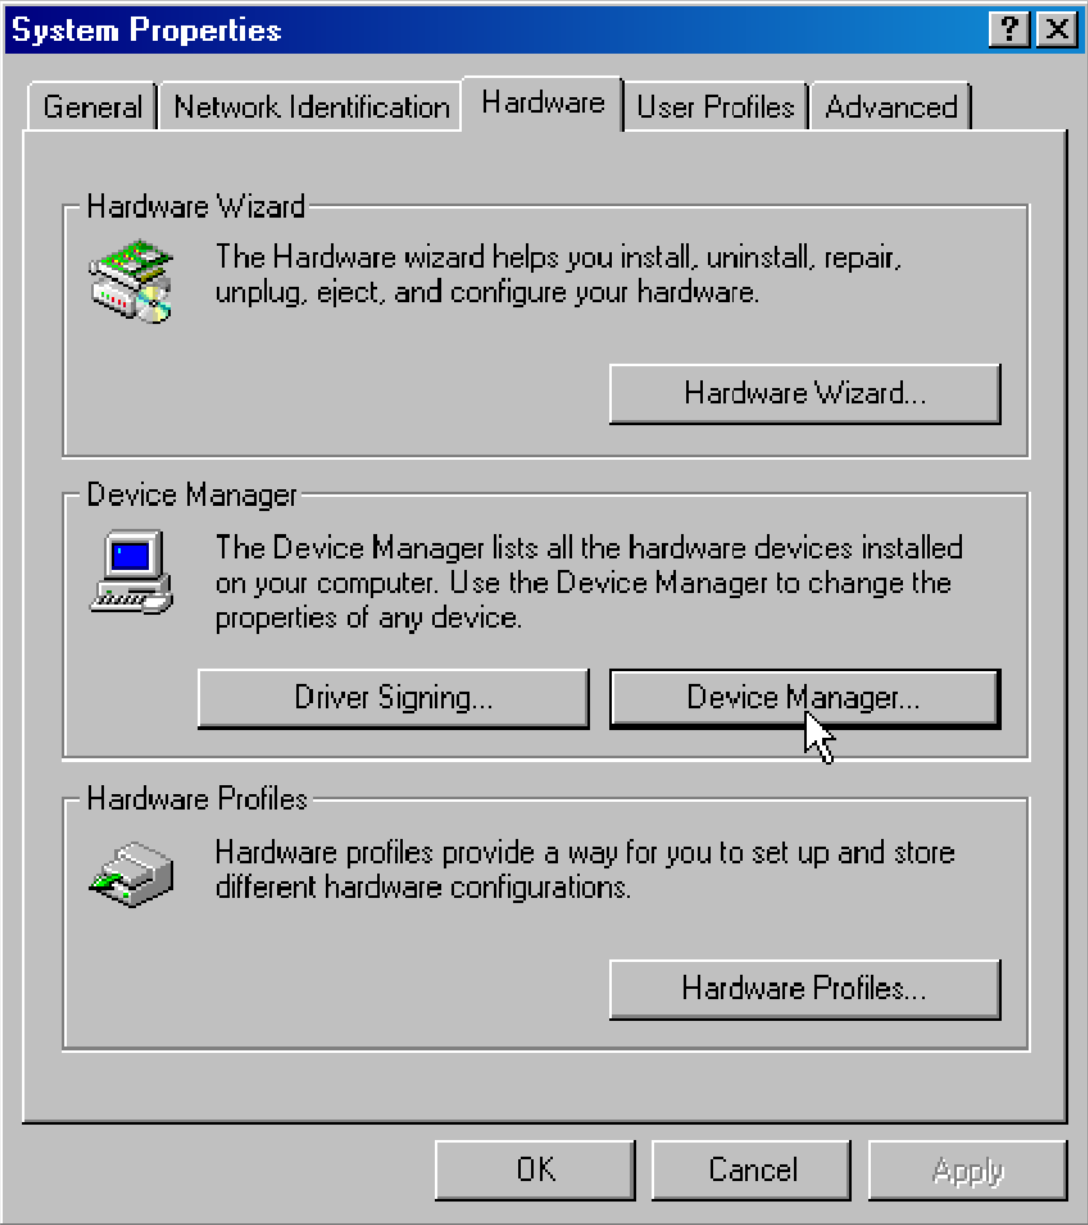 System Properties
General Network Identification Hardware User Profiles Advanced
Hardware Wizard
The Hardware wizard helps you install, uninstall, repair,
unplug, eject, and configure your hardware.
Hardware Wizard...
Device Manager
The Device Manager lists all the hardware devices installed
on your computer. Use the Device Manager to change the
properties of any device.
Driver Signing... Device Manager...
Hardware Profiles
Hardware profiles provide a way for you to set up and store
different hardware configurations.
Hardware Profiles...
OK Cancel Apply